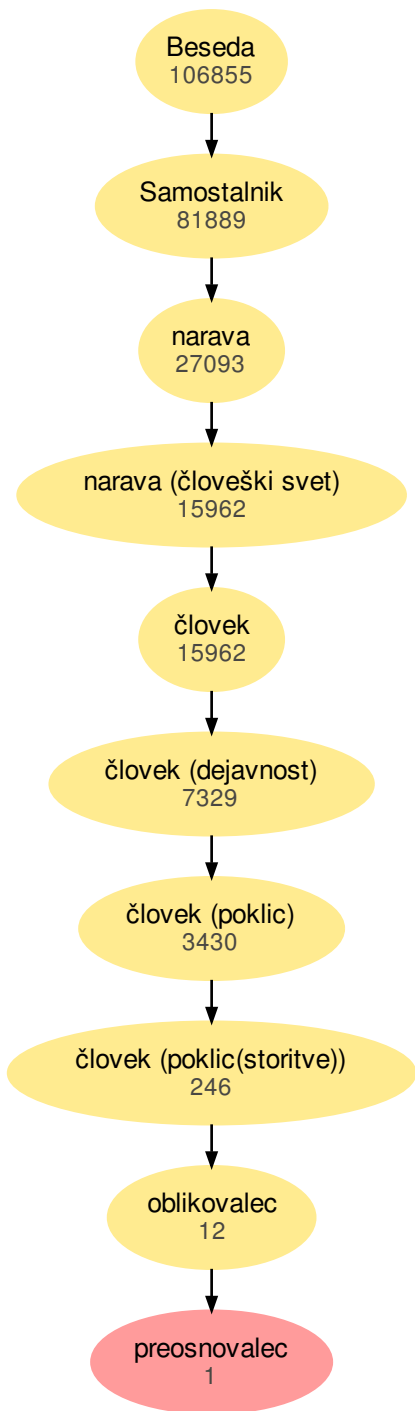 Beseda
106855
Samostalnik
81889
narava
27093
narava (človeški svet)
15962
človek
15962
človek (dejavnost)
7329
človek (poklic)
3430
človek (poklic(storitve))
246
oblikovalec
12
preosnovalec
1